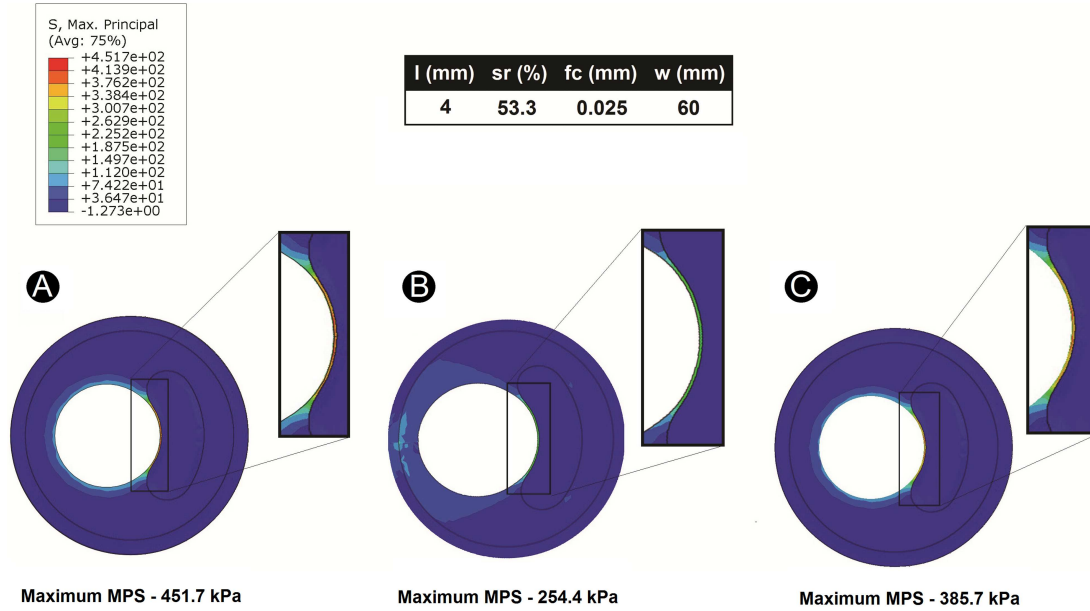 S, Max. Principal
(Avg: 75%)
+4.517e+02
+4.139e+02
+3.762e+02
+3.384e+02
+3.007e+02
+2.629e+02
+2.252e+02
+1.875e+02
+1.497e+02
+1.120e+02
+7.422e+01
+3.647e+01
-1.273e+00
l (mm) sr (%) fc (mm) w (mm)
4 53.3 0.025 60
A
B
C
Maximum MPS - 451.7 kPa
Maximum MPS - 254.4 kPa
Maximum MPS - 385.7 kPa